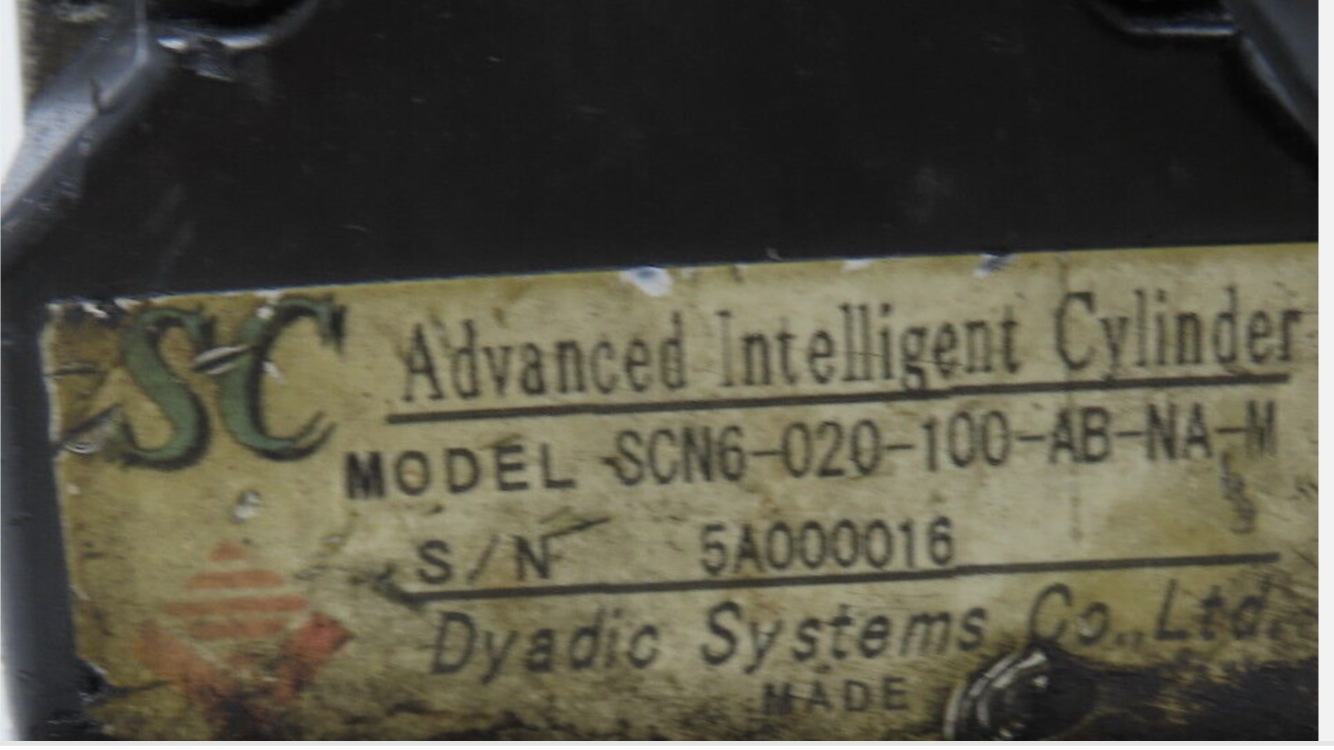 SC Advanced Intelligent Cylinder
MODEL SCN6-020-100-AB-NA-M
S/N 5A000016
Dyadic Systems Co.,Ltd.
MADE